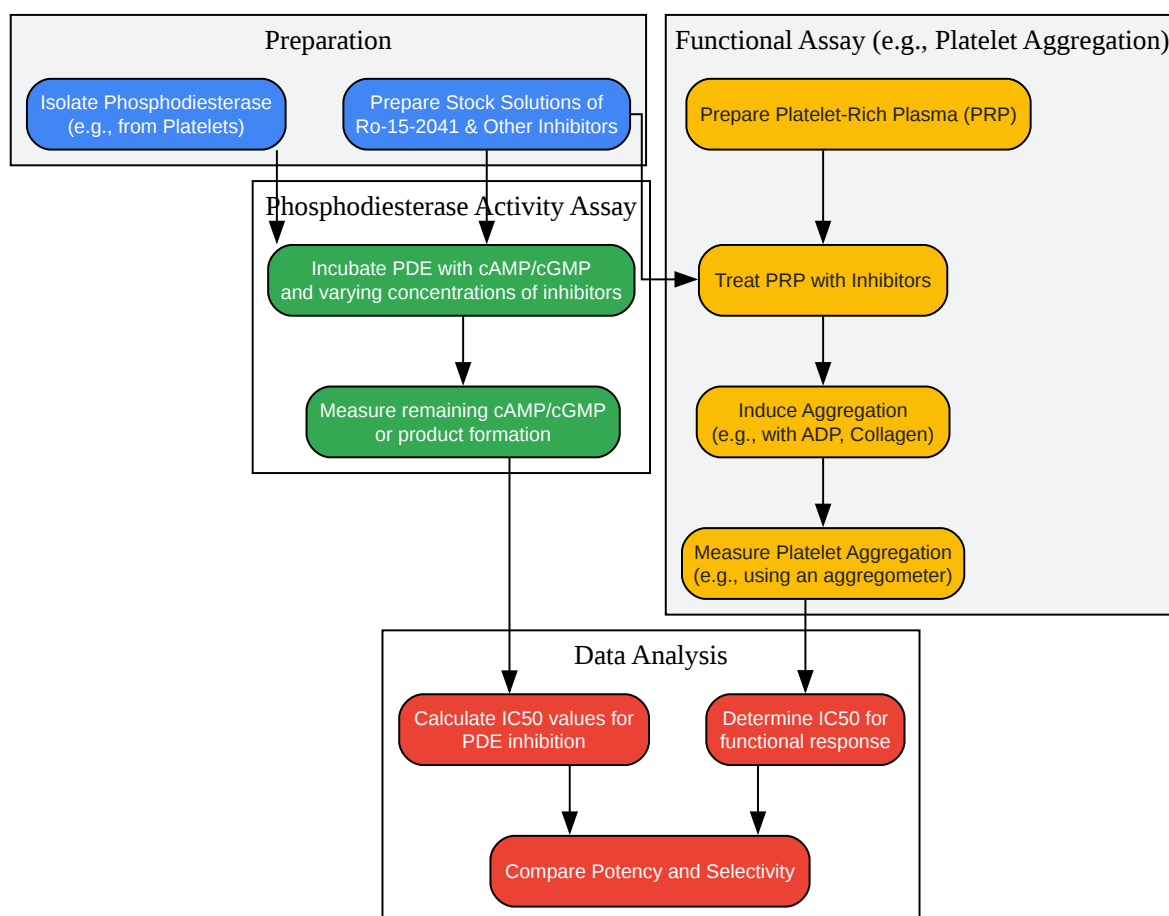 Preparation
Isolate Phosphodiesterase
(e.g., from Platelets)
Prepare Stock Solutions of
Ro-15-2041 & Other Inhibitors
Phosphodiesterase Activity Assay
Incubate PDE with cAMP/cGMP
and varying concentrations of inhibitors
Measure remaining cAMP/cGMP
or product formation
Functional Assay (e.g., Platelet Aggregation)
Prepare Platelet-Rich Plasma (PRP)
Treat PRP with Inhibitors
Induce Aggregation
(e.g., with ADP, Collagen)
Measure Platelet Aggregation
(e.g., using an aggregometer)
Data Analysis
Calculate IC50 values for
PDE inhibition
Determine IC50 for
functional response
Compare Potency and Selectivity